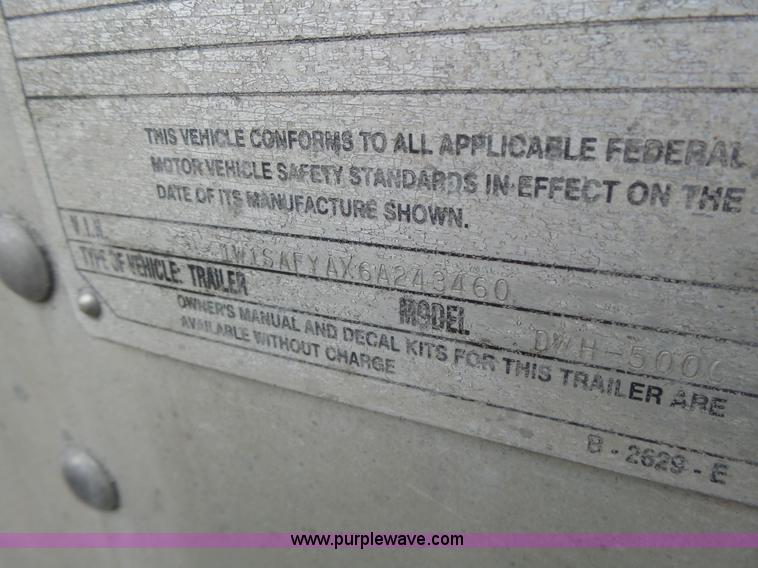 THIS VEHICLE CONFORMS TO ALL APPLICABLE FEDERAL
MOTOR VEHICLE SAFETY STANDARDS IN EFFECT ON THE
DATE OF ITS MANUFACTURE SHOWN.
V.I.N. 1W1SAFYAX6A243460
TYPE OF VEHICLE: TRAILER MODEL DWH-500
OWNER'S MANUAL AND DECAL KITS FOR THIS TRAILER ARE
AVAILABLE WITHOUT CHARGE
B - 2629 - E
www.purplewave.com